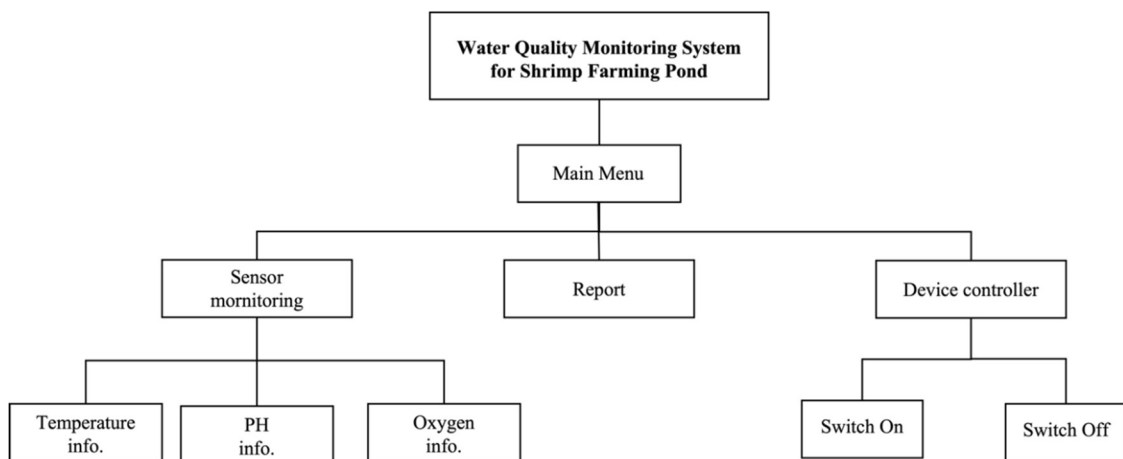 Water Quality Monitoring System
for Shrimp Farming Pond
Main Menu
Sensor
mornitoring
Report
Device controller
Temperature
info.
PH
info.
Oxygen
info.
Switch On
Switch Off